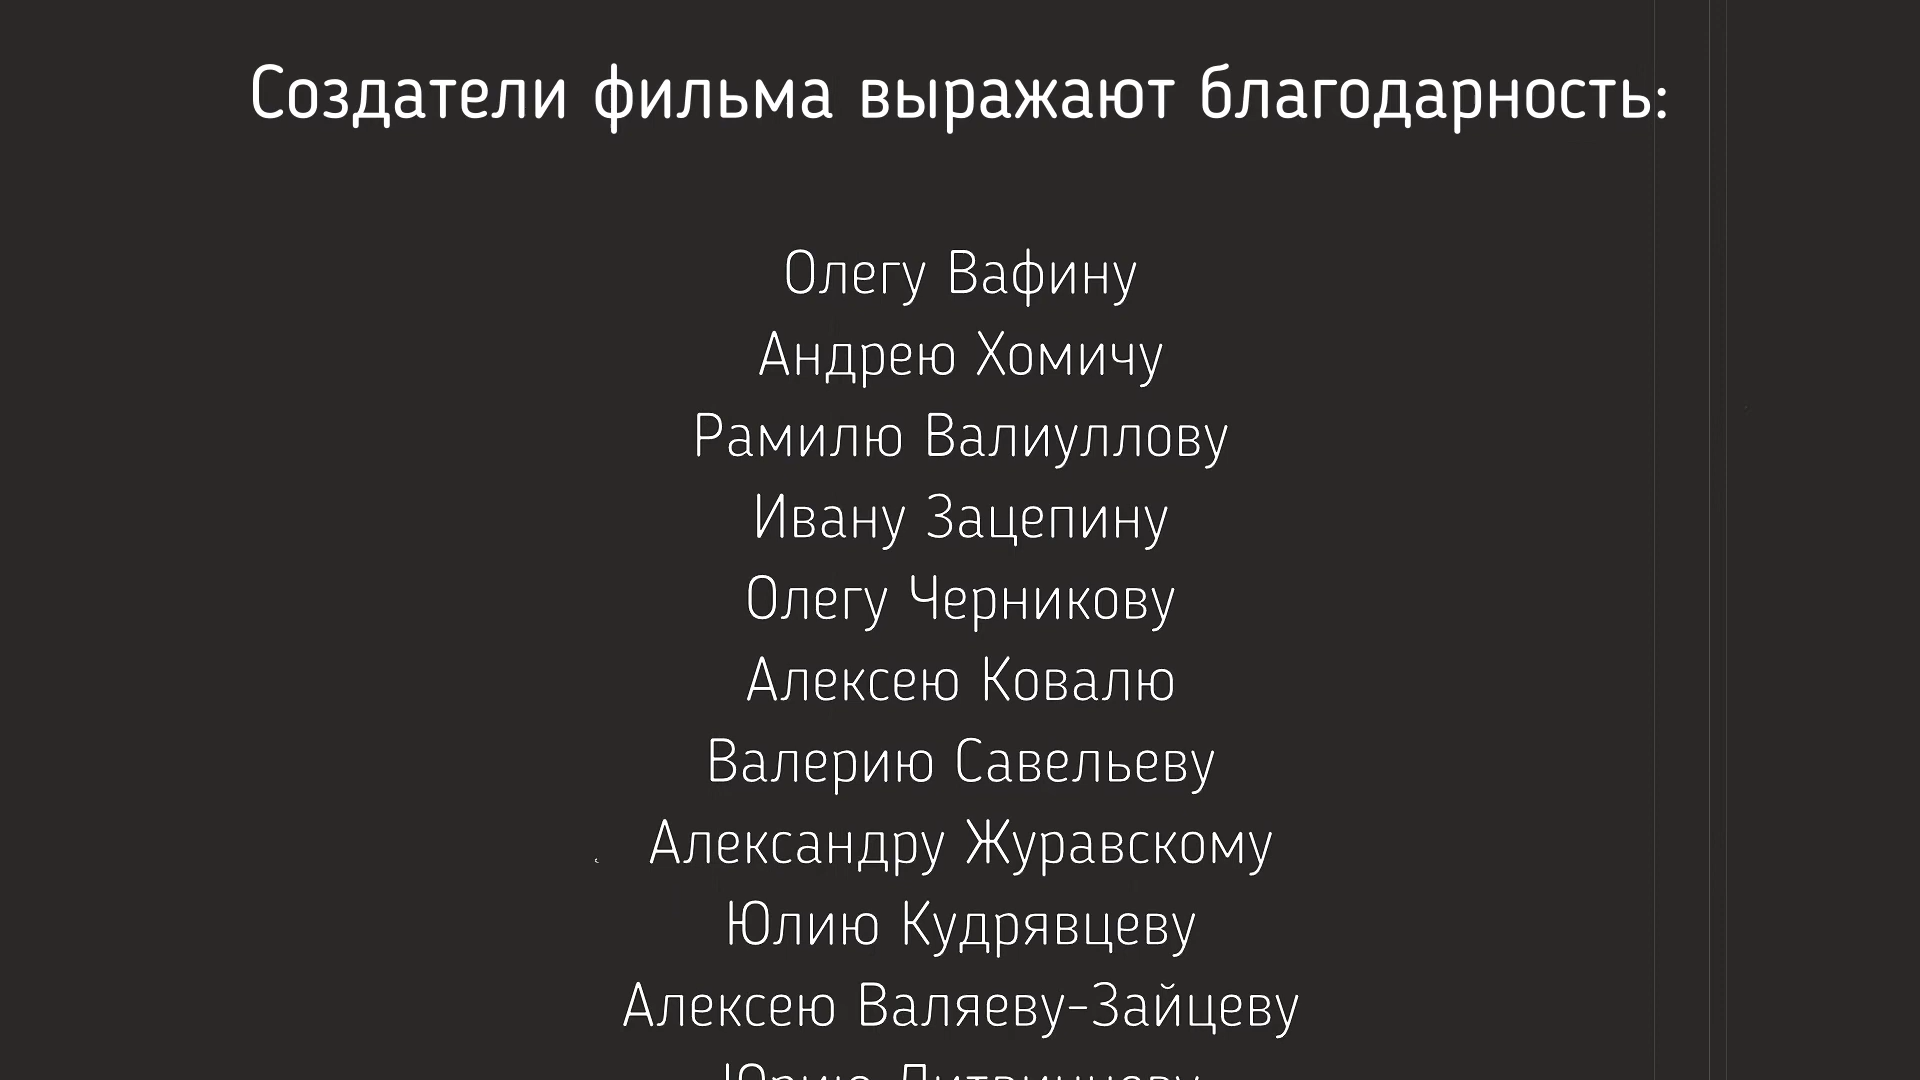 Создатели фильма выражают благодарность:
Олегу Вафину
Андрею Хомичу
Рамилю Валиуллову
Ивану Зацепину
Олегу Черникову
Алексею Ковалю
Валерию Савельеву
Александру Журавскому
Юлию Кудрявцеву
Алексею Валяеву-Зайцеву
Юрию